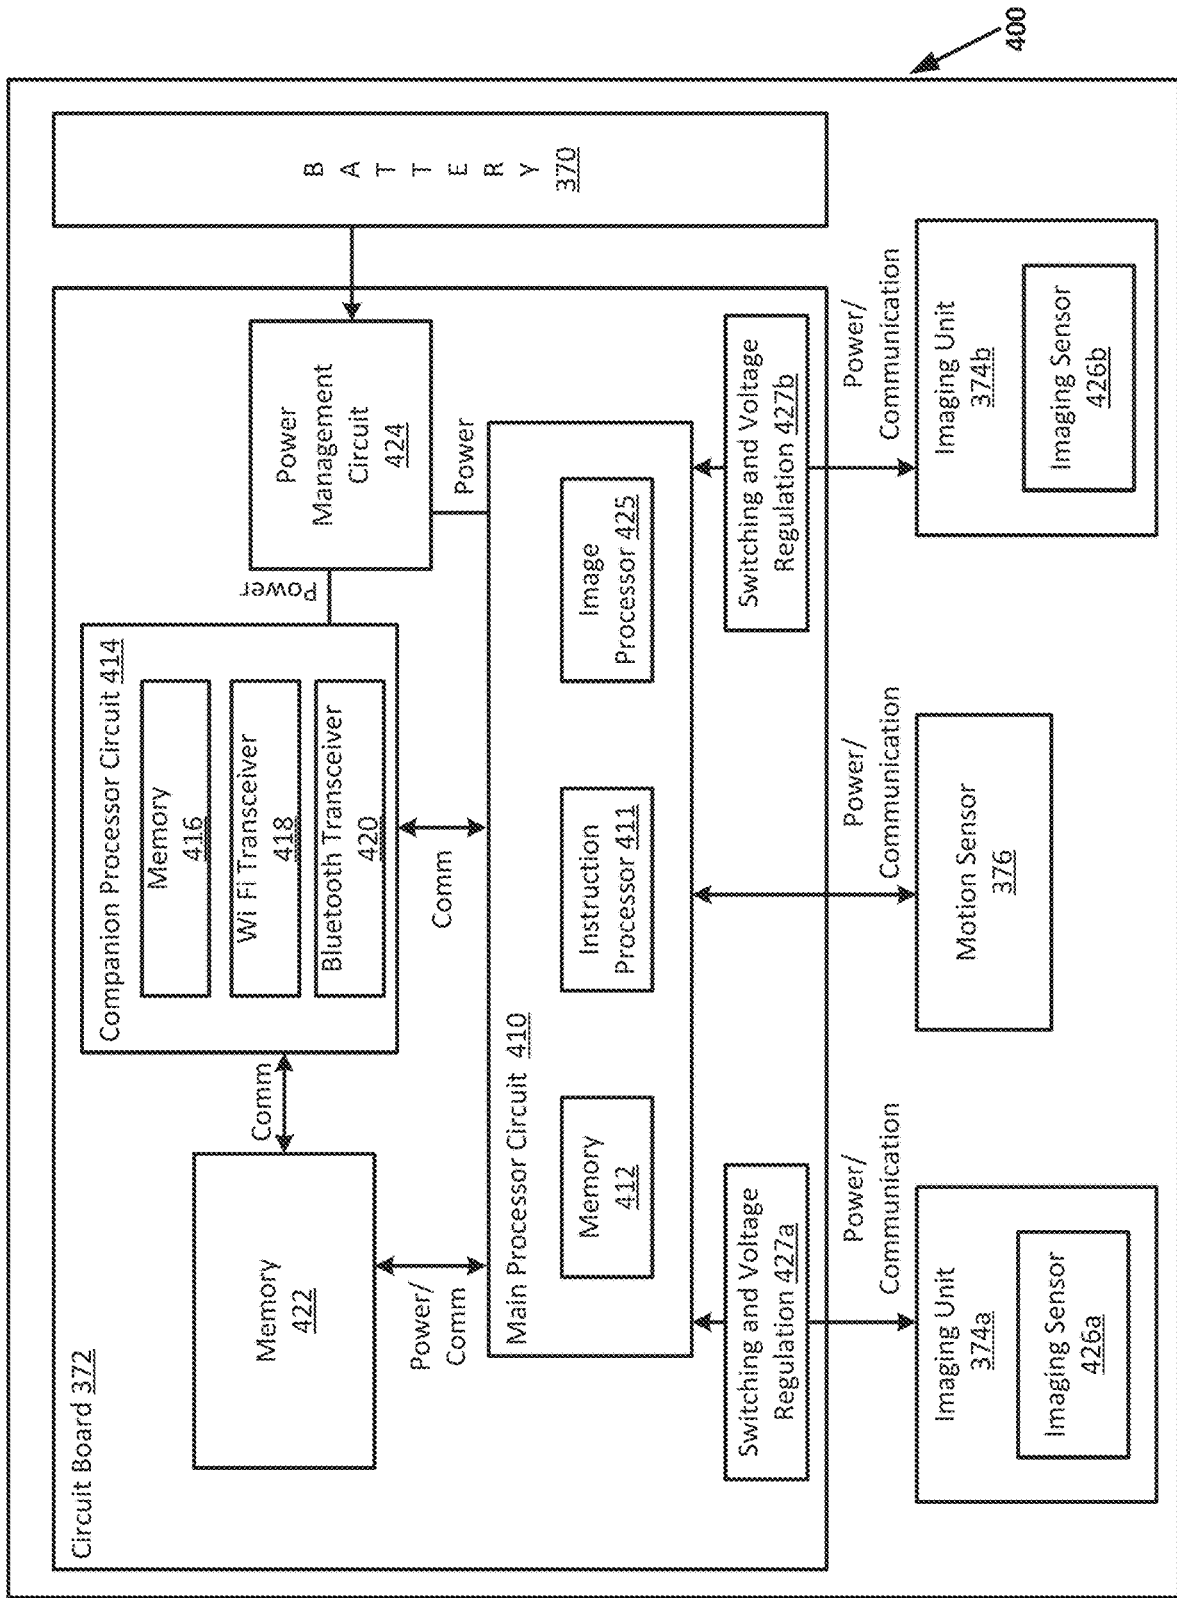 400
Circuit Board 372
Memory
422
Comm
Companion Processor Circuit 414
Memory
416
Wi Fi Transceiver
418
Bluetooth Transceiver
420
Power
Power
Management
Circuit
424
B
A
T
T
E
R
Y
370
Power/
Comm
Comm
Power
Main Processor Circuit 410
Memory
412
Instruction
Processor 411
Image
Processor 425
Switching and Voltage
Regulation 427a
Switching and Voltage
Regulation 427b
Power/
Communication
Power/
Communication
Power/
Communication
Imaging Unit
374a
Imaging Sensor
426a
Motion Sensor
376
Imaging Unit
374b
Imaging Sensor
426b